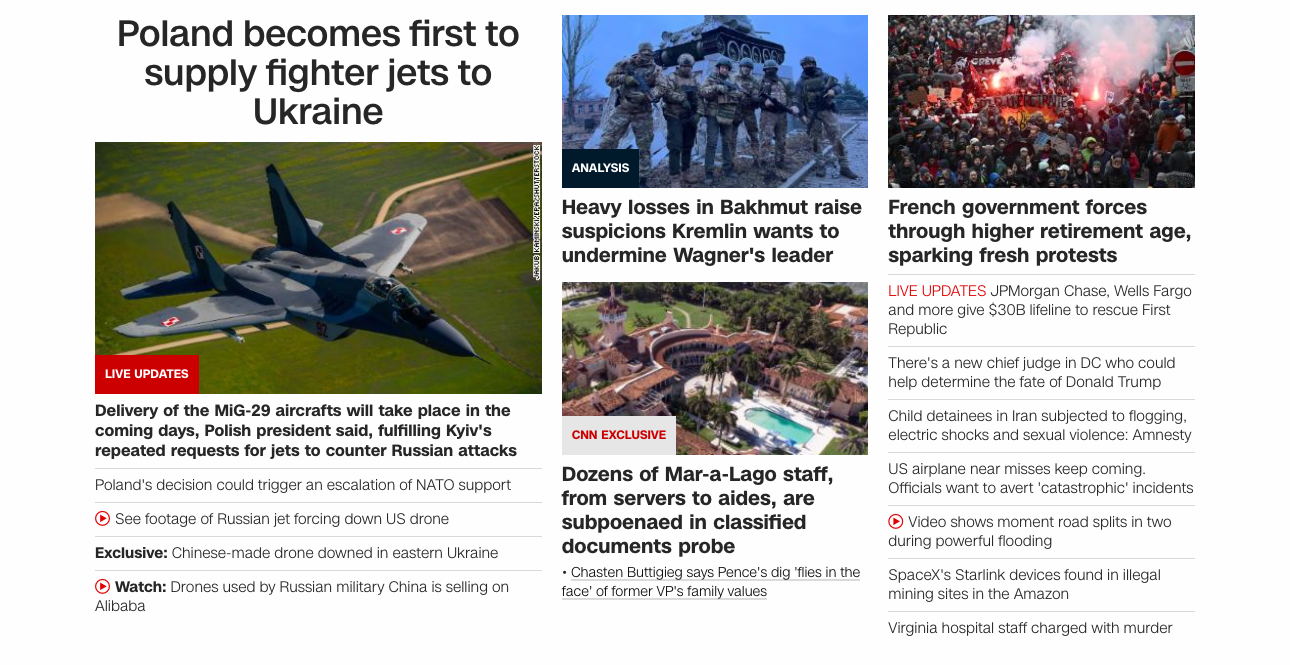 Poland becomes first to
supply fighter jets to
Ukraine
JAKUB KAMINSKI/EPA/SHUTTERSTOCK
92
LIVE UPDATES
Delivery of the MiG-29 aircrafts will take place in the
coming days, Polish president said, fulfilling Kyiv's
repeated requests for jets to counter Russian attacks
Poland's decision could trigger an escalation of NATO support
See footage of Russian jet forcing down US drone
Exclusive: Chinese-made drone downed in eastern Ukraine
Watch: Drones used by Russian military China is selling on
Alibaba
ANALYSIS
Heavy losses in Bakhmut raise
suspicions Kremlin wants to
undermine Wagner's leader
CNN EXCLUSIVE
Dozens of Mar-a-Lago staff,
from servers to aides, are
subpoenaed in classified
documents probe
• Chasten Buttigieg says Pence's dig 'flies in the
face' of former VP's family values
GRÈVE
French government forces
through higher retirement age,
sparking fresh protests
LIVE UPDATES JPMorgan Chase, Wells Fargo
and more give $30B lifeline to rescue First
Republic
There's a new chief judge in DC who could
help determine the fate of Donald Trump
Child detainees in Iran subjected to flogging,
electric shocks and sexual violence: Amnesty
US airplane near misses keep coming.
Officials want to avert 'catastrophic' incidents
Video shows moment road splits in two
during powerful flooding
SpaceX's Starlink devices found in illegal
mining sites in the Amazon
Virginia hospital staff charged with murder